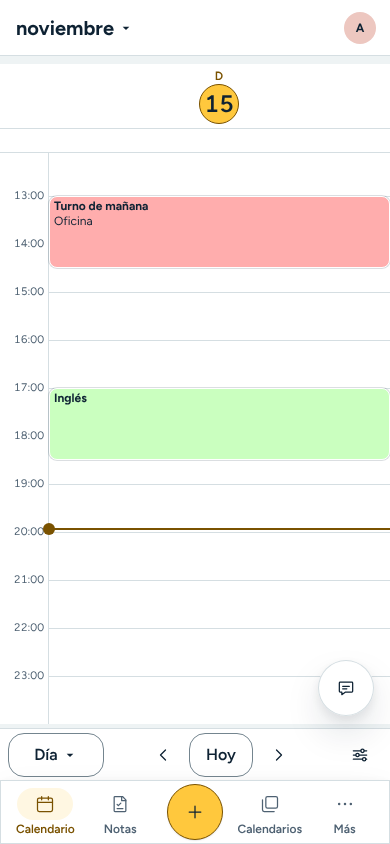 noviembre
A
D
15
13:00
Turno de mañana
Oficina
14:00
15:00
16:00
17:00
Inglés
18:00
19:00
20:00
21:00
22:00
23:00
Día
Hoy
Calendario
Notas
Calendarios
Más